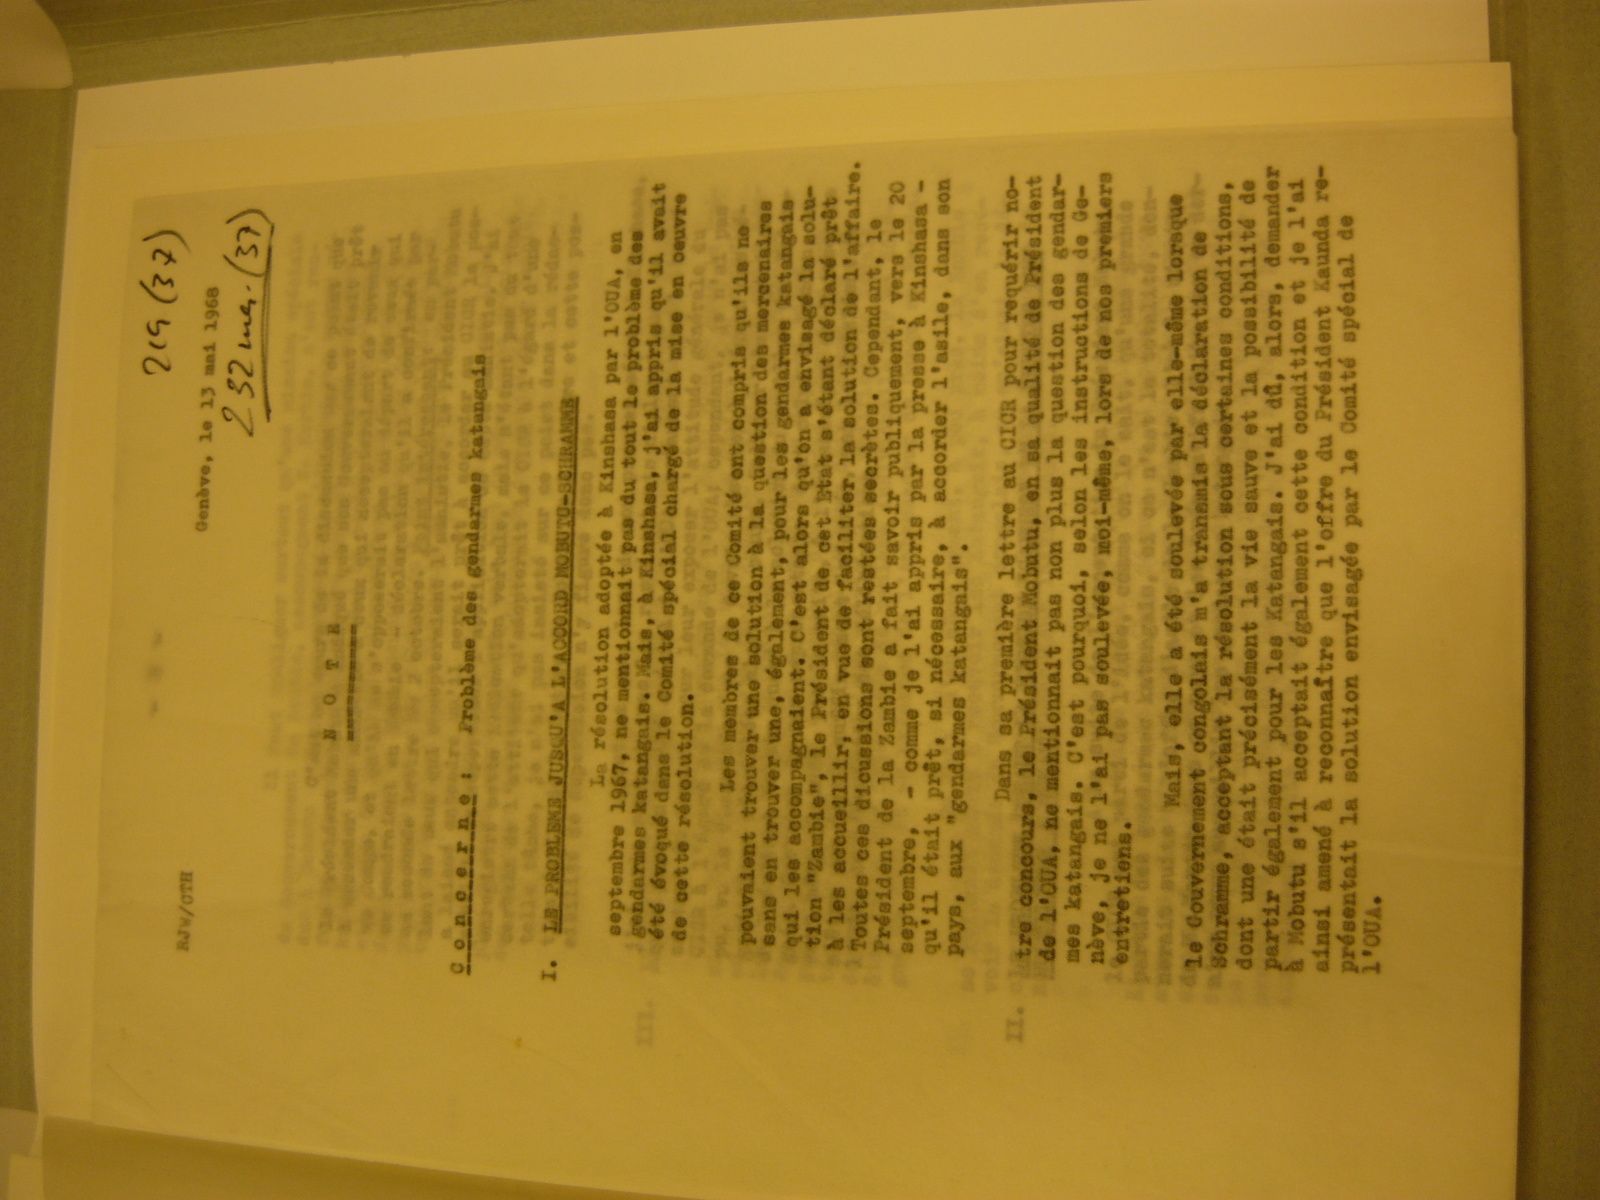 RJW/CTH
219 (37)
Genève, le 13 mai 1968
232 mer. (37)
N O T E
C o n c e r n e : Problème des gendarmes katangais
I. LE PROBLEME JUSQU'A L'ACCORD MOBUTU-SCHRAMME
La résolution adoptée à Kinshasa par l'OUA, en
septembre 1967, ne mentionnait pas du tout le problème des
gendarmes katangais. Mais, à Kinshasa, j'ai appris qu'il avait
été évoqué dans le Comité spécial chargé de la mise en oeuvre
de cette résolution.
Les membres de ce Comité ont compris qu'ils ne
pouvaient trouver une solution à la question des mercenaires
sans en trouver une, également, pour les gendarmes katangais
qui les accompagnaient. C'est alors qu'on a envisagé la solu-
tion "Zambie", le Président de cet Etat s'étant déclaré prêt
à les accueillir, en vue de faciliter la solution de l'affaire.
Toutes ces dicussions sont restées secrètes. Cependant, le
Président de la Zambie a fait savoir publiquement, vers le 20
septembre, - comme je l'ai appris par la presse à Kinshasa -
qu'il était prêt, si nécessaire, à accorder l'asile, dans son
pays, aux "gendarmes katangais".
Dans sa première lettre au CICR pour requérir no-
tre concours, le Président Mobutu, en sa qualité de Président
de l'OUA, ne mentionnait pas non plus la question des gendar-
mes katangais. C'est pourquoi, selon les instructions de Ge-
nève, je ne l'ai pas soulevée, moi-même, lors de nos premiers
entretiens.
Mais, elle a été soulevée par elle-même lorsque
le Gouvernement congolais m'a transmis la déclaration de
Schramme, acceptant la résolution sous certaines conditions,
dont une était précisément la vie sauve et la possibilité de
partir également pour les Katangais. J'ai dû, alors, demander
à Mobutu s'il acceptait également cette condition et je l'ai
ainsi amené à reconnaître que l'offre du Président Kaunda re-
présentait la solution envisagée par le Comité spécial de
l'OUA.